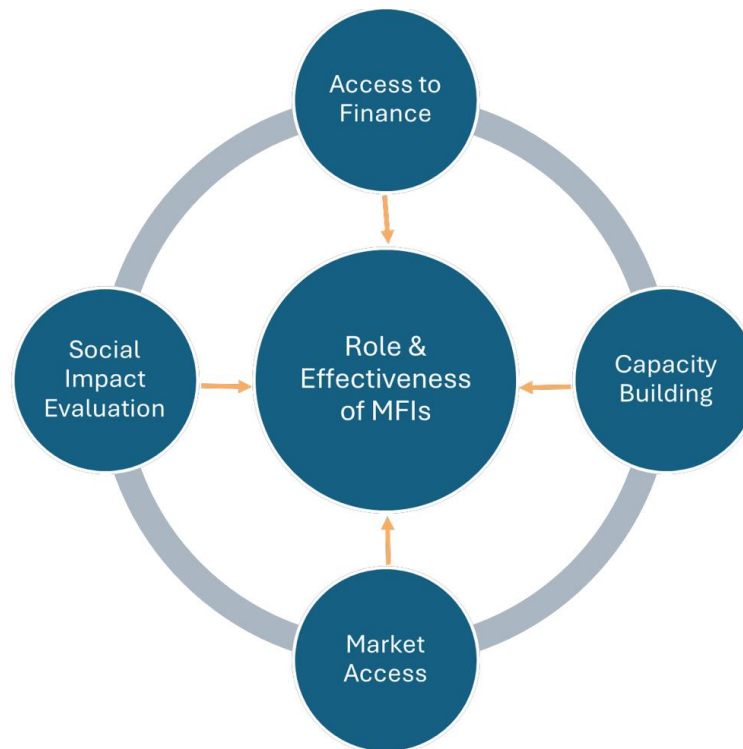 Access to
Finance
Social
Impact
Evaluation
Role &
Effectiveness
of MFIs
Capacity
Building
Market
Access